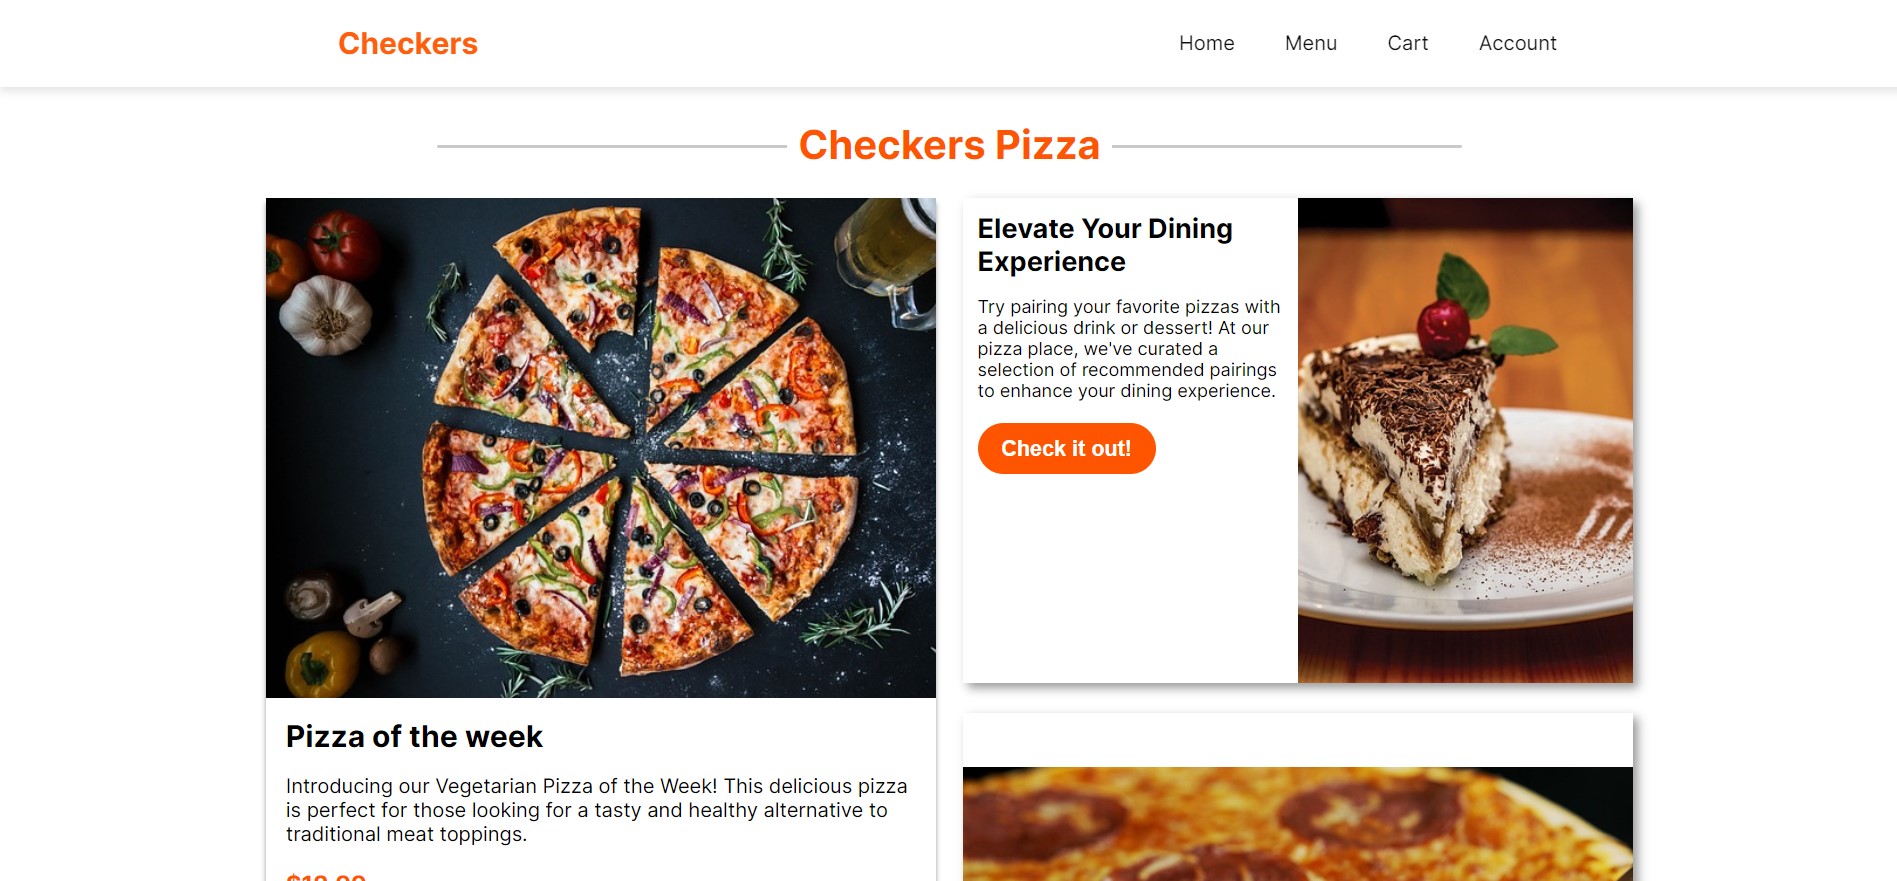 Checkers
Home
Menu
Cart
Account
Checkers Pizza
Elevate Your Dining
Experience
Try pairing your favorite pizzas with
a delicious drink or dessert! At our
pizza place, we've curated a
selection of recommended pairings
to enhance your dining experience.
Check it out!
Pizza of the week
Introducing our Vegetarian Pizza of the Week! This delicious pizza
is perfect for those looking for a tasty and healthy alternative to
traditional meat toppings.